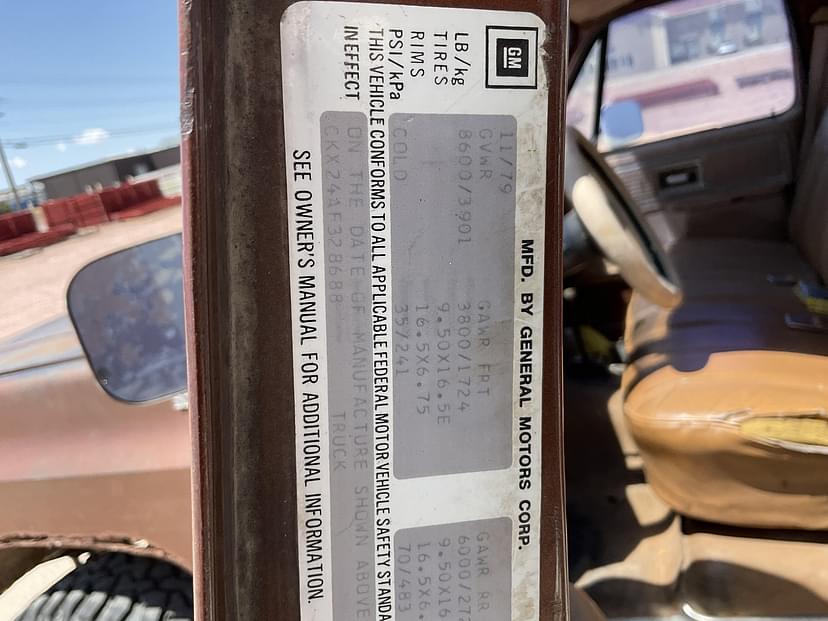 GM
MFD. BY GENERAL MOTORS CORP.
11/79
GVWR GAWR FRT GAWR RR
LB/kg 8600/3901 3800/1724 6000/272
TIRES 9.50X16.5E 9.50X16
RIMS 16.5X6.75 16.5X6.
PSI/kPa COLD 35/241 70/483
THIS VEHICLE CONFORMS TO ALL APPLICABLE FEDERAL MOTOR VEHICLE SAFETY STANDA
IN EFFECT ON THE DATE OF MANUFACTURE SHOWN ABOVE
CKX24AF328688 TRUCK
SEE OWNER'S MANUAL FOR ADDITIONAL INFORMATION.